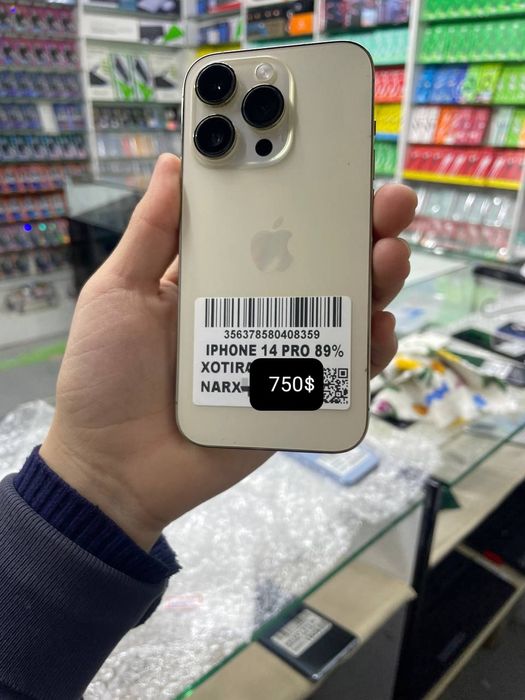 356378580408359
IPHONE 14 PRO 89%
XOTIRA
NARX 750$